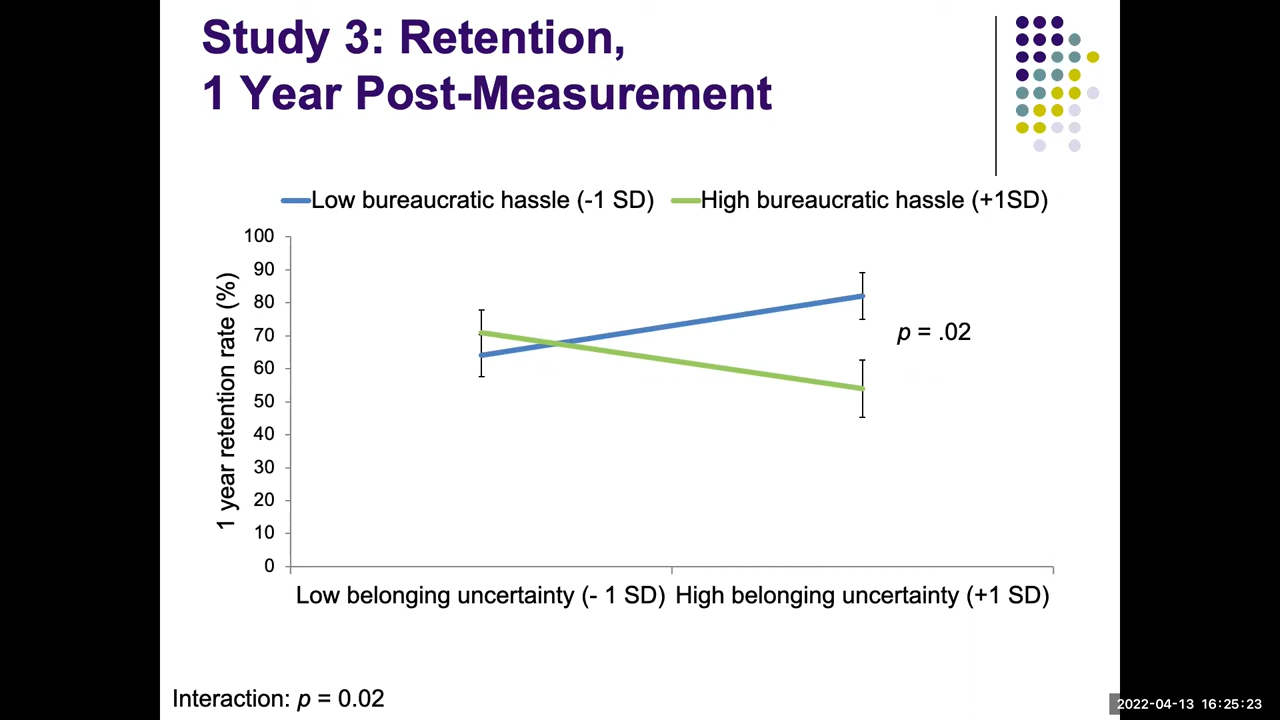 Study 3: Retention,
1 Year Post-Measurement
Low bureaucratic hassle (-1 SD) High bureaucratic hassle (+1SD)
1 year retention rate (%)
100
90
80
70
60
50
40
30
20
10
0
p = .02
Low belonging uncertainty (- 1 SD) High belonging uncertainty (+1 SD)
Interaction: p = 0.02
2022-04-13 16:25:23